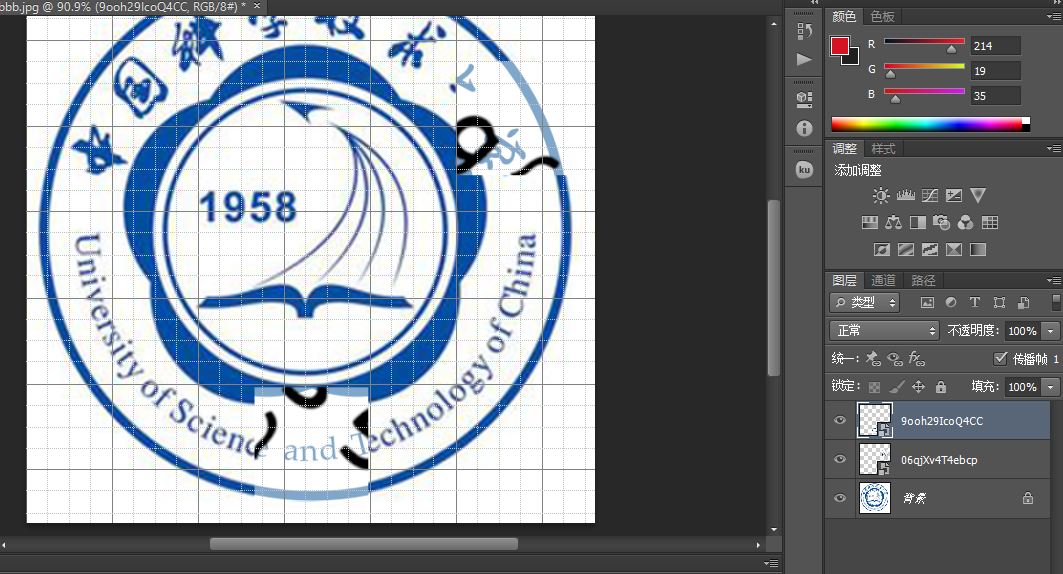 bbb.jpg @ 90.9% (9ooh29IcoQ4CC, RGB/8#) * ×
1958
University of Science and Technology of China
颜色 色板
R 214
G 19
B 35
ku
调整 样式
添加调整
图层 通道 路径
类型
正常 不透明度: 100%
统一: 传播帧 1
锁定: 填充: 100%
9ooh29IcoQ4CC
06qjXv4T4ebcp
背景